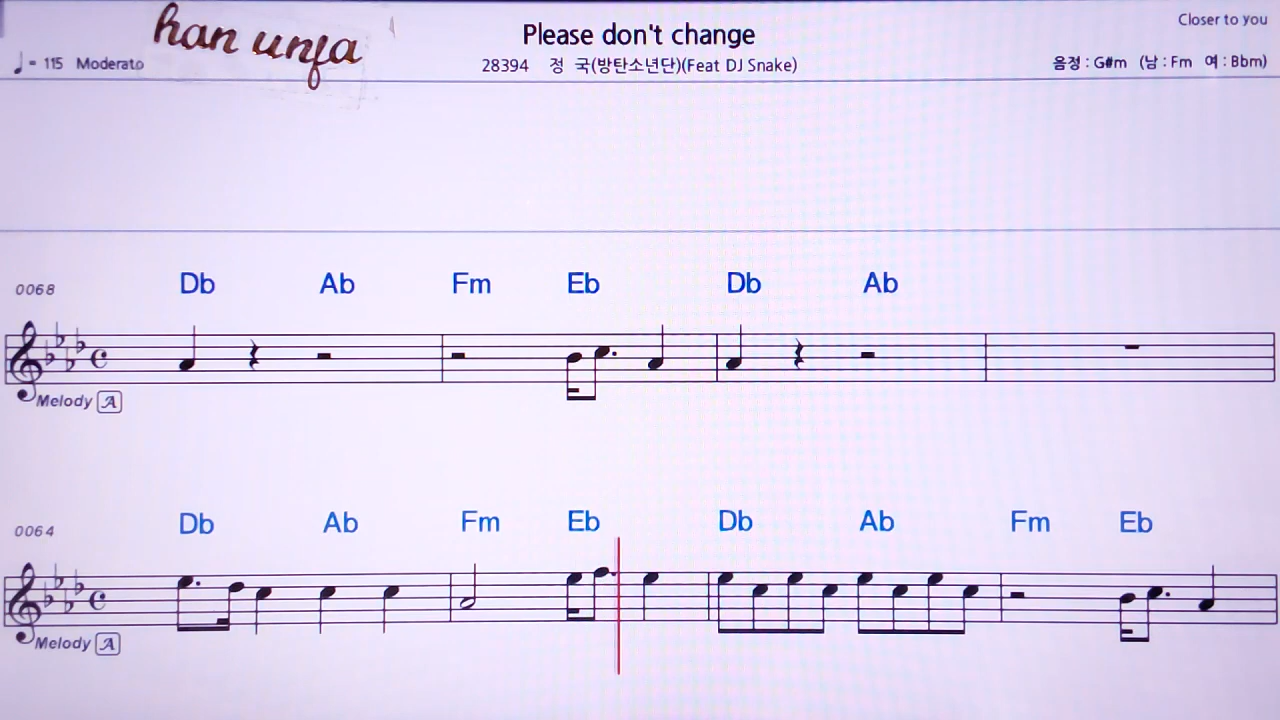 han unfa
Please don't change
Closer to you
♩= 115 Moderato
28394 정 국(방탄소년단)(Feat DJ Snake)
음정 : G#m (남 : Fm 여 : Bbm)
Db Ab Fm Eb Db Ab
0068
Melody A
Db Ab Fm Eb Db Ab Fm Eb
0064
Melody A